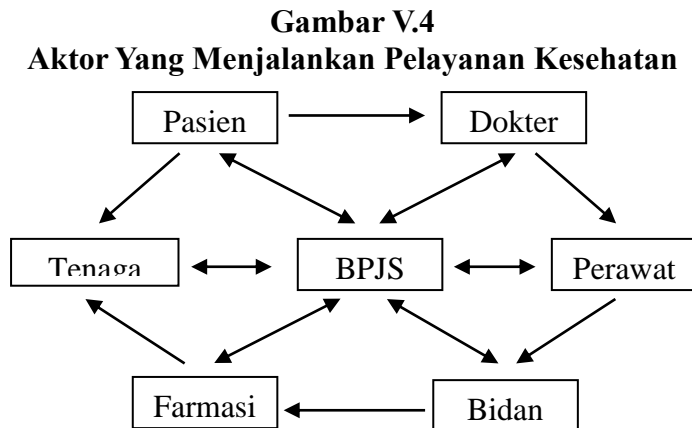 Gambar V.4
Aktor Yang Menjalankan Pelayanan Kesehatan
Pasien
Dokter
Tenaga
BPJS
Perawat
Farmasi
Bidan